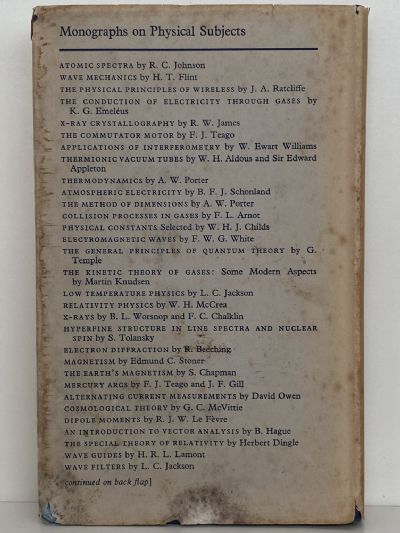 Monographs on Physical Subjects
ATOMIC SPECTRA by R. C. Johnson
WAVE MECHANICS by H. T. Flint
THE PHYSICAL PRINCIPLES OF WIRELESS by J. A. Ratcliffe
THE CONDUCTION OF ELECTRICITY THROUGH GASES by
K. G. Emeléus
X-RAY CRYSTALLOGRAPHY by R. W. James
THE COMMUTATOR MOTOR by F. J. Teago
APPLICATIONS OF INTERFEROMETRY by W. Ewart Williams
THERMIONIC VACUUM TUBES by W. H. Aldous and Sir Edward
Appleton
THERMODYNAMICS by A. W. Porter
ATMOSPHERIC ELECTRICITY by B. F. J. Schonland
THE METHOD OF DIMENSIONS by A. W. Porter
COLLISION PROCESSES IN GASES by F. L. Arnot
PHYSICAL CONSTANTS Selected by W. H. J. Childs
ELECTROMAGNETIC WAVES by F. W. G. White
THE GENERAL PRINCIPLES OF QUANTUM THEORY by G.
Temple
THE KINETIC THEORY OF GASES: Some Modern Aspects
by Martin Knudsen
LOW TEMPERATURE PHYSICS by L. C. Jackson
RELATIVITY PHYSICS by W. H. McCrea
X-RAYS by B. L. Worsnop and F. C. Chalklin
HYPERFINE STRUCTURE IN LINE SPECTRA AND NUCLEAR
SPIN by S. Tolansky
ELECTRON DIFFRACTION by R. Beeching
MAGNETISM by Edmund C. Stoner
THE EARTH'S MAGNETISM by S. Chapman
MERCURY ARCS by F. J. Teago and J. F. Gill
ALTERNATING CURRENT MEASUREMENTS by David Owen
COSMOLOGICAL THEORY by G. C. McVittie
DIPOLE MOMENTS by R. J. W. Le Fèvre
AN INTRODUCTION TO VECTOR ANALYSIS by B. Hague
THE SPECIAL THEORY OF RELATIVITY by Herbert Dingle
WAVE GUIDES by H. R. L. Lamont
WAVE FILTERS by L. C. Jackson
(continued on back flap]